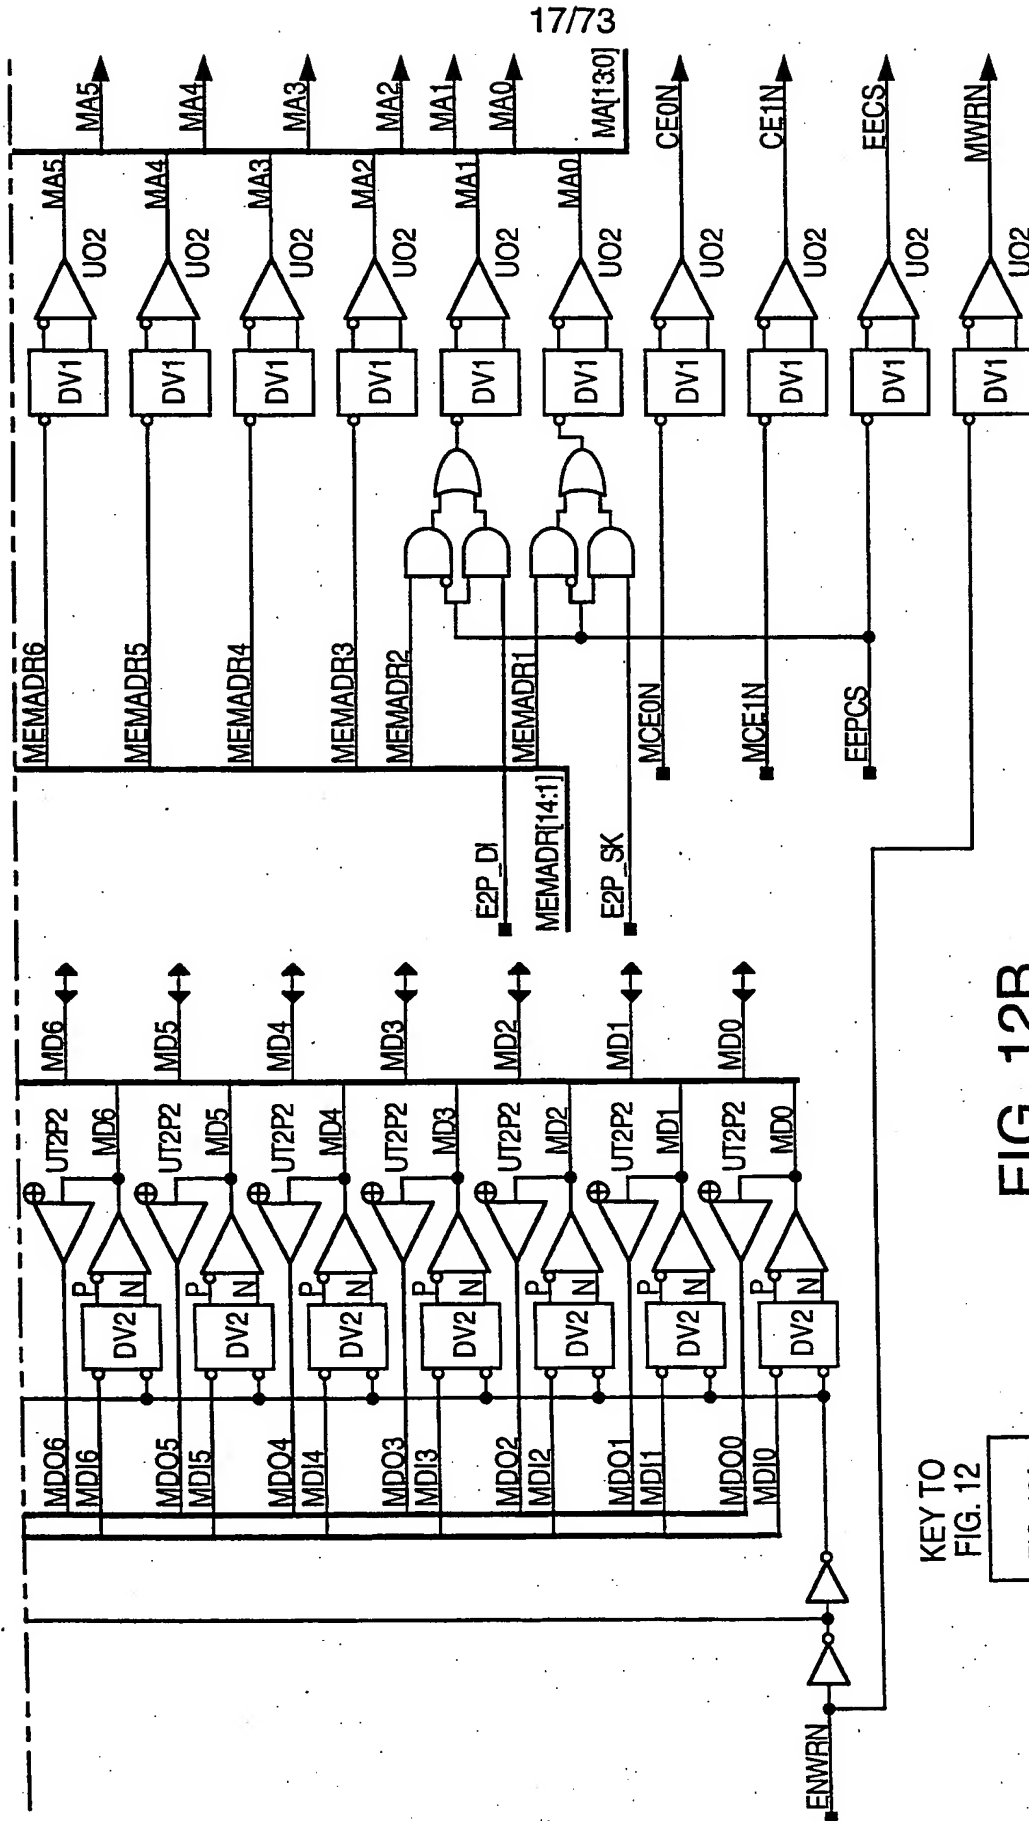 17/73
MA5
MA4
MA3
MA2
MA1
MA0
MA[13:0]
MA5
MA4
MA3
MA2
MA1
MA0
CE0N
CE1N
EECS
MWRN
UO2
UO2
UO2
UO2
UO2
UO2
UO2
UO2
UO2
UO2
DV1
DV1
DV1
DV1
DV1
DV1
DV1
DV1
DV1
DV1
MEMADR6
MEMADR5
MEMADR4
MEMADR3
MEMADR2
MEMADR1
MCE0N
MCE1N
EEPCS
E2P_DI
MEMADR[14:1]
E2P_SK
MD6
MD5
MD4
MD3
MD2
MD1
MD0
UT2P2
MD6
UT2P2
MD5
UT2P2
MD4
UT2P2
MD3
UT2P2
MD2
UT2P2
MD1
UT2P2
MD0
P
N
P
N
P
N
P
N
P
N
P
N
P
N
DV2
DV2
DV2
DV2
DV2
DV2
DV2
MDO6
MDI6
MDO5
MDI5
MDO4
MDI4
MDO3
MDI3
MDO2
MDI2
MDO1
MDI1
MDO0
MDI0
ENWRN
KEY TO
FIG. 12
FIG. 12B